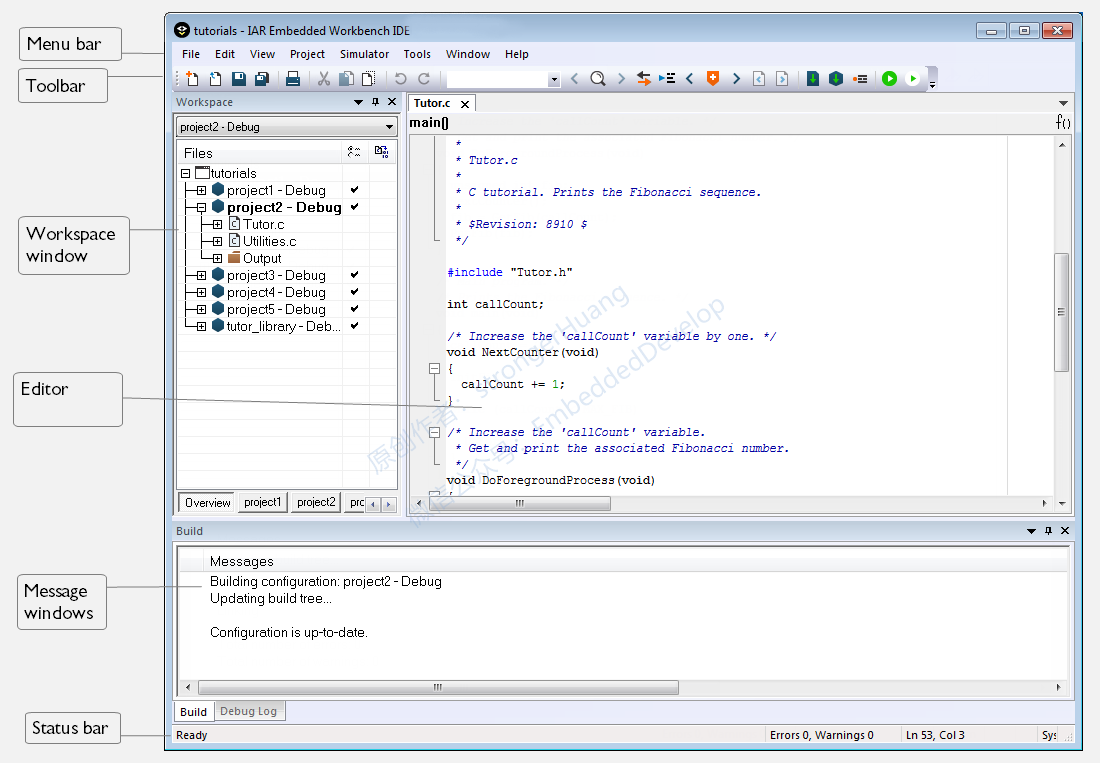 tutorials - IAR Embedded Workbench IDE
Menu bar
File Edit View Project Simulator Tools Window Help
Toolbar
Workspace
project2 - Debug
Files
tutorials
project1 - Debug
project2 - Debug
Tutor.c
Utilities.c
Output
project3 - Debug
project4 - Debug
project5 - Debug
tutor_library - Deb...
Overview project1 project2 prc
Workspace
window
Editor
Tutor.c
main()
f()
*
* Tutor.c
*
* C tutorial. Prints the Fibonacci sequence.
*
* $Revision: 8910 $
*/
#include "Tutor.h"
int callCount;
/* Increase the 'callCount' variable by one. */
void NextCounter(void)
{
callCount += 1;
}
/* Increase the 'callCount' variable.
* Get and print the associated Fibonacci number.
*/
void DoForegroundProcess(void)
原创作者：strongerHuang
微信公众号：EmbeddedDevelop
Build
Messages
Building configuration: project2 - Debug
Updating build tree...
Configuration is up-to-date.
Message
windows
Build Debug Log
Status bar
Ready Errors 0, Warnings 0 Ln 53, Col 3 Sys